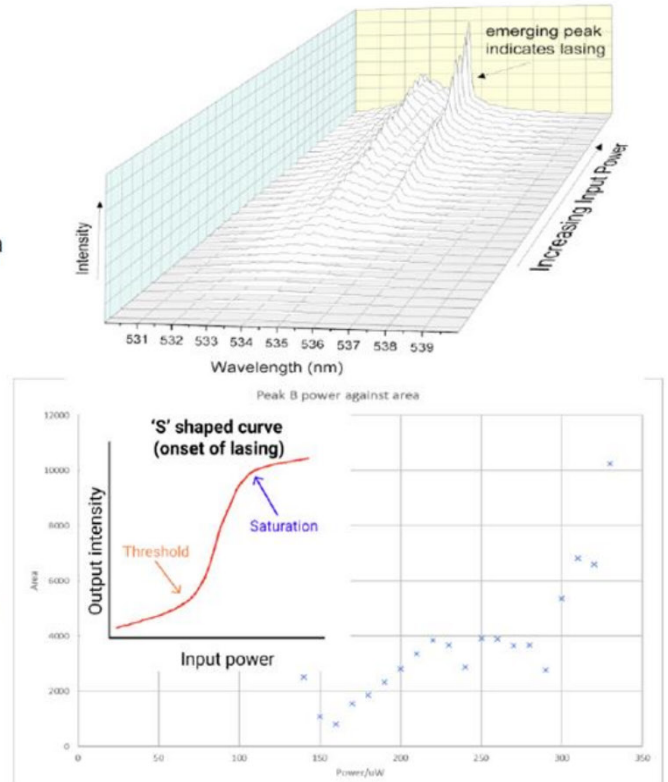 emerging peak
indicates lasing
Intensity
Increasing Input Power
531 532 533 534 535 536 537 538 539
Wavelength (nm)
Peak B power against area
12000
10000
8000
6000
4000
2000
0
Area
'S' shaped curve
(onset of lasing)
Output intensity
Threshold
Saturation
Input power
0 50 100 150 200 250 300 350
Power/uW